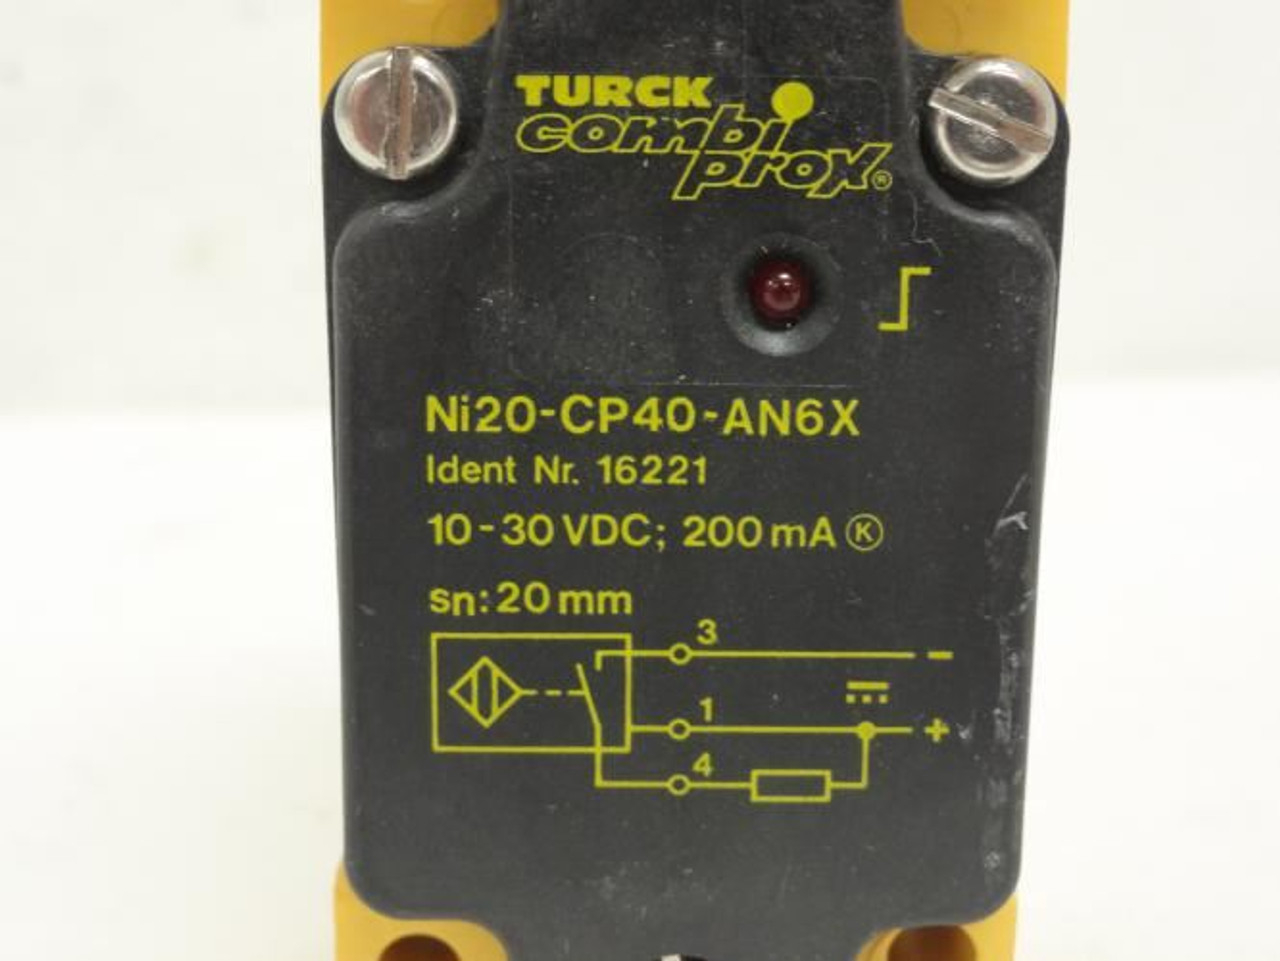 TURCK
combi
prox®
Ni20-CP40-AN6X
Ident Nr. 16221
10-30 VDC; 200 mA Ⓚ
sn: 20 mm
3
-
1
+
4